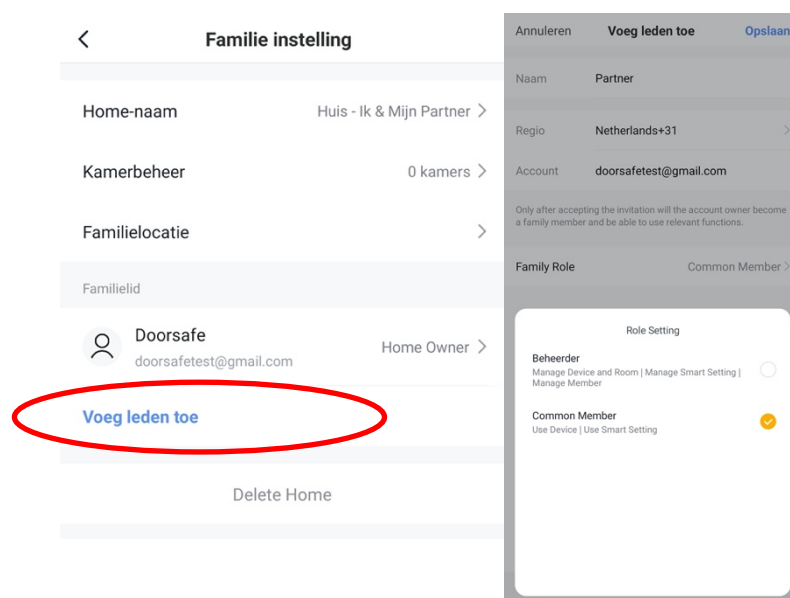 Familie instelling
Home-naam Huis - Ik & Mijn Partner
Kamerbeheer 0 kamers
Familielocatie
Familielid
Doorsafe
doorsafetest@gmail.com
Home Owner
Voeg leden toe
Delete Home
Annuleren Voeg leden toe Opslaan
Naam Partner
Regio Netherlands+31
Account doorsafetest@gmail.com
Only after accepting the invitation will the account owner become
a family member and be able to use relevant functions.
Family Role Common Member
Role Setting
Beheerder
Manage Device and Room | Manage Smart Setting |
Manage Member
Common Member
Use Device | Use Smart Setting